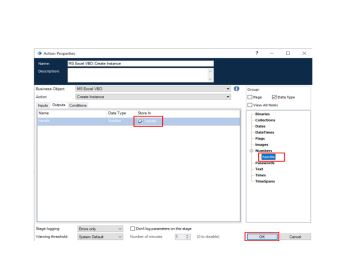 Action Properties
Name: MS Excel VBO: Create Instance
Description:
Business Object MS Excel VBO
Action Create Instance
Inputs Outputs Conditions
Name Data Type Store In
Group:
Page Data Type
View All Items
Binaries
Collections
Dates
DateTimes
Flags
Images
Numbers
Passwords
Text
Times
TimeSpans
Stage logging: Errors only Don't log parameters on this stage
Warning threshold: System Default Number of minutes 5 (0 to disable)
OK Cancel